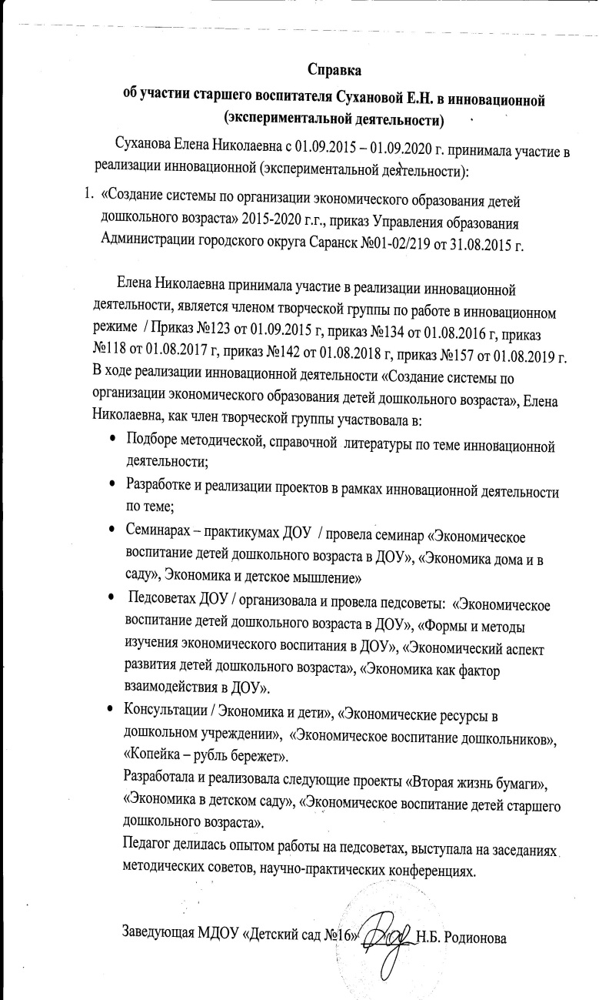 Справка
об участии старшего воспитателя Сухановой Е.Н. в инновационной
(экспериментальной деятельности)
Суханова Елена Николаевна с 01.09.2015 – 01.09.2020 г. принимала участие в
реализации инновационной (экспериментальной деятельности):
1. «Создание системы по организации экономического образования детей
дошкольного возраста» 2015-2020 г.г., приказ Управления образования
Администрации городского округа Саранск №01-02/219 от 31.08.2015 г.
Елена Николаевна принимала участие в реализации инновационной
деятельности, является членом творческой группы по работе в инновационном
режиме / Приказ №123 от 01.09.2015 г, приказ №134 от 01.08.2016 г, приказ
№118 от 01.08.2017 г, приказ №142 от 01.08.2018 г, приказ №157 от 01.08.2019 г.
В ходе реализации инновационной деятельности «Создание системы по
организации экономического образования детей дошкольного возраста», Елена
Николаевна, как член творческой группы участвовала в:
• Подборе методической, справочной литературы по теме инновационной
деятельности;
• Разработке и реализации проектов в рамках инновационной деятельности
по теме;
• Семинарах – практикумах ДОУ / провела семинар «Экономическое
воспитание детей дошкольного возраста в ДОУ», «Экономика дома и в
саду», Экономика и детское мышление»
• Педсоветах ДОУ / организовала и провела педсоветы: «Экономическое
воспитание детей дошкольного возраста в ДОУ», «Формы и методы
изучения экономического воспитания в ДОУ», «Экономический аспект
развития детей дошкольного возраста», «Экономика как фактор
взаимодействия в ДОУ».
• Консультации / Экономика и дети», «Экономические ресурсы в
дошкольном учреждении», «Экономическое воспитание дошкольников»,
«Копейка – рубль бережет».
Разработала и реализовала следующие проекты «Вторая жизнь бумаги»,
«Экономика в детском саду», «Экономическое воспитание детей старшего
дошкольного возраста».
Педагог делилась опытом работы на педсоветах, выступала на заседаниях
методических советов, научно-практических конференциях.
Заведующая МДОУ «Детский сад №16» Н.Б. Родионова